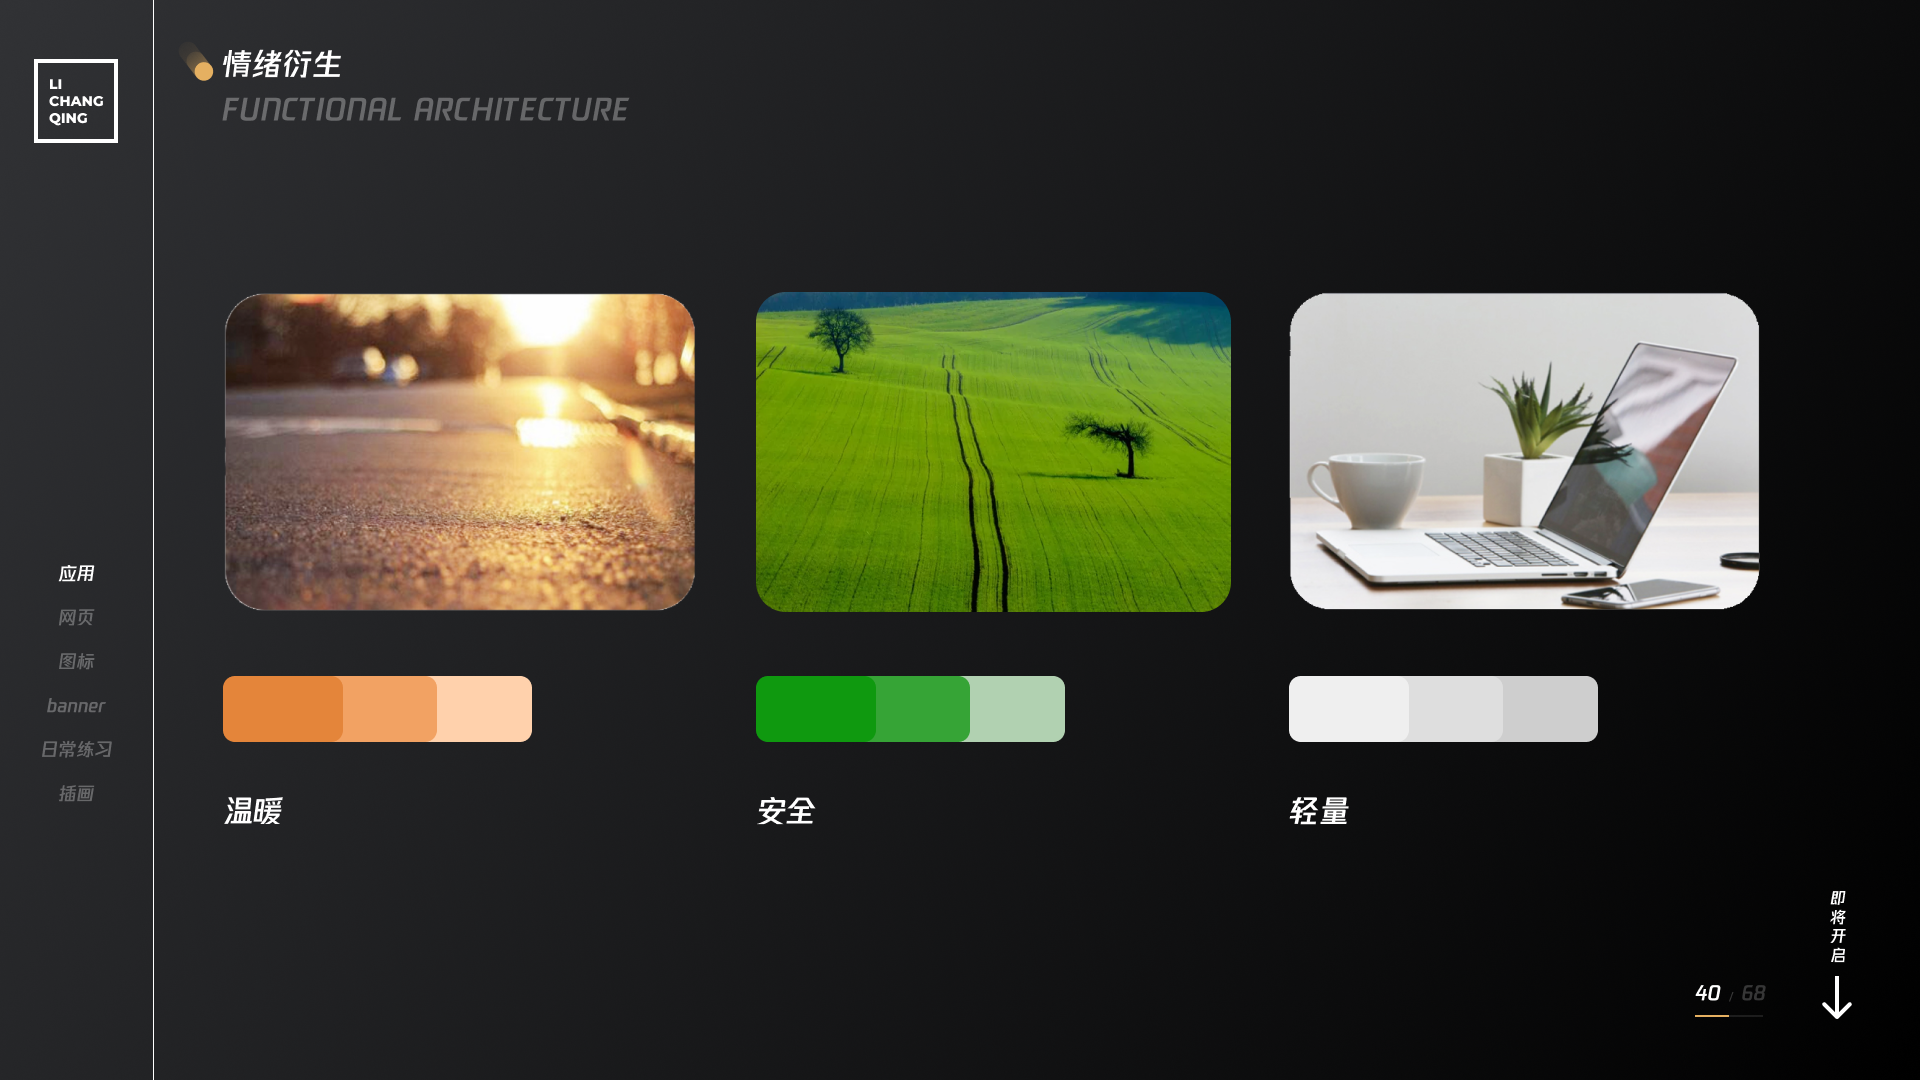 LI
CHANG
QING
情绪衍生
FUNCTIONAL ARCHITECTURE
应用
网页
图标
banner
日常练习
插画
温暖
安全
轻量
即将开启
40 / 68